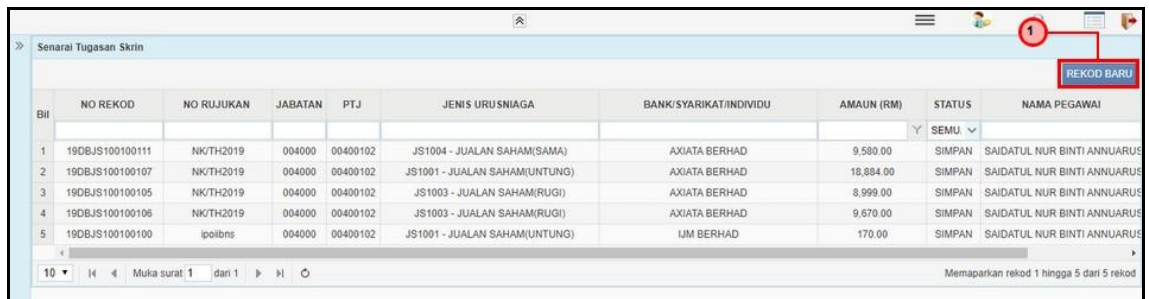 1
Senarai Tugasan Skrin
REKOD BARU
Bil NO REKOD NO RUJUKAN JABATAN PTJ JENIS URUSNIAGA BANK/SYARIKAT/INDIVIDU AMAUN (RM) STATUS NAMA PEGAWAI
SEMU.
1 19DBJS100100111 NK/TH2019 004000 00400102 JS1004 - JUALAN SAHAM(SAMA) AXIATA BERHAD 9,580.00 SIMPAN SAIDATUL NUR BINTI ANNUARUS
2 19DBJS100100107 NK/TH2019 004000 00400102 JS1001 - JUALAN SAHAM(UNTUNG) AXIATA BERHAD 18,884.00 SIMPAN SAIDATUL NUR BINTI ANNUARUS
3 19DBJS100100105 NK/TH2019 004000 00400102 JS1003 - JUALAN SAHAM(RUGI) AXIATA BERHAD 8,999.00 SIMPAN SAIDATUL NUR BINTI ANNUARUS
4 19DBJS100100106 NK/TH2019 004000 00400102 JS1003 - JUALAN SAHAM(RUGI) AXIATA BERHAD 9,670.00 SIMPAN SAIDATUL NUR BINTI ANNUARUS
5 19DBJS100100100 ipoiibns 004000 00400102 JS1001 - JUALAN SAHAM(UNTUNG) IJM BERHAD 170.00 SIMPAN SAIDATUL NUR BINTI ANNUARUS
10 Muka surat 1 dari 1 Memaparkan rekod 1 hingga 5 dari 5 rekod